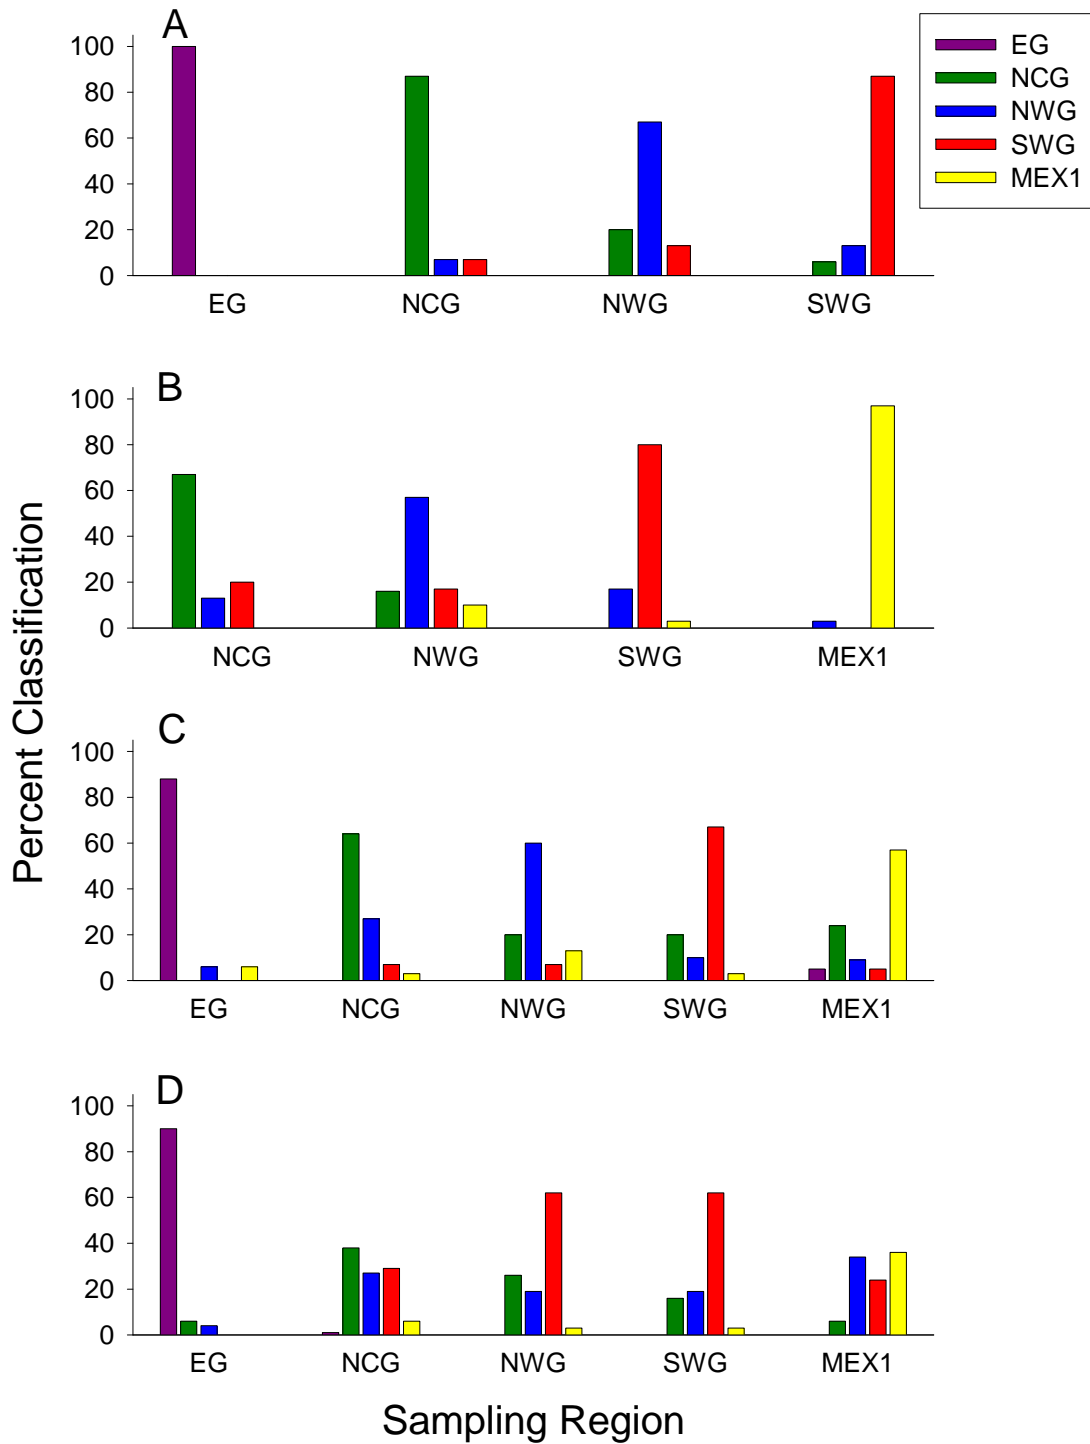 A
100
80
60
40
20
0
EG NCG NWG SWG
EG
NCG
NWG
SWG
MEX1
B
100
80
60
40
20
0
NCG NWG SWG MEX1
Percent Classification
C
100
80
60
40
20
0
EG NCG NWG SWG MEX1
D
100
80
60
40
20
0
EG NCG NWG SWG MEX1
Sampling Region